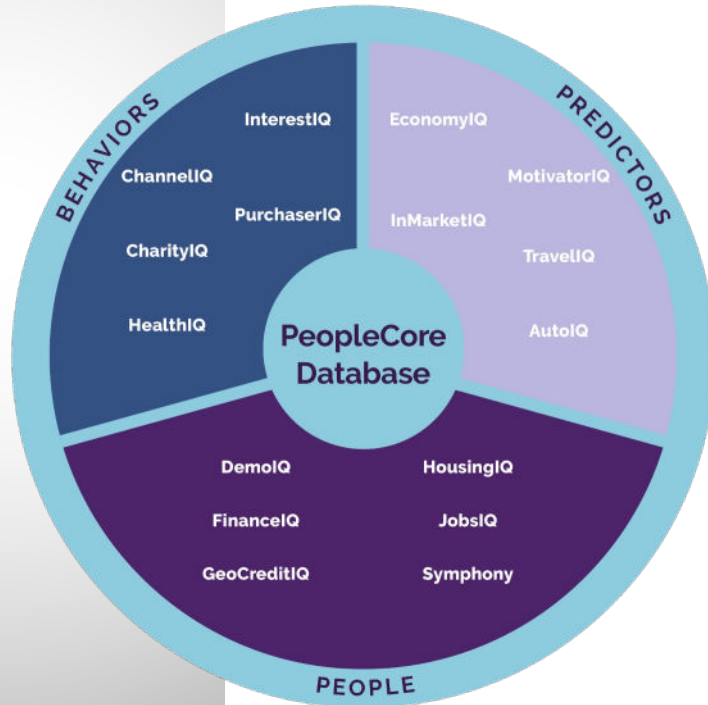 BEHAVIORS
InterestIQ
ChannelIQ
PurchaserIQ
CharityIQ
HealthIQ
PREDICTORS
EconomyIQ
MotivatorIQ
InMarketIQ
TravelIQ
AutoIQ
PeopleCore
Database
DemoIQ
HousingIQ
FinanceIQ
JobsIQ
GeoCreditIQ
Symphony
PEOPLE